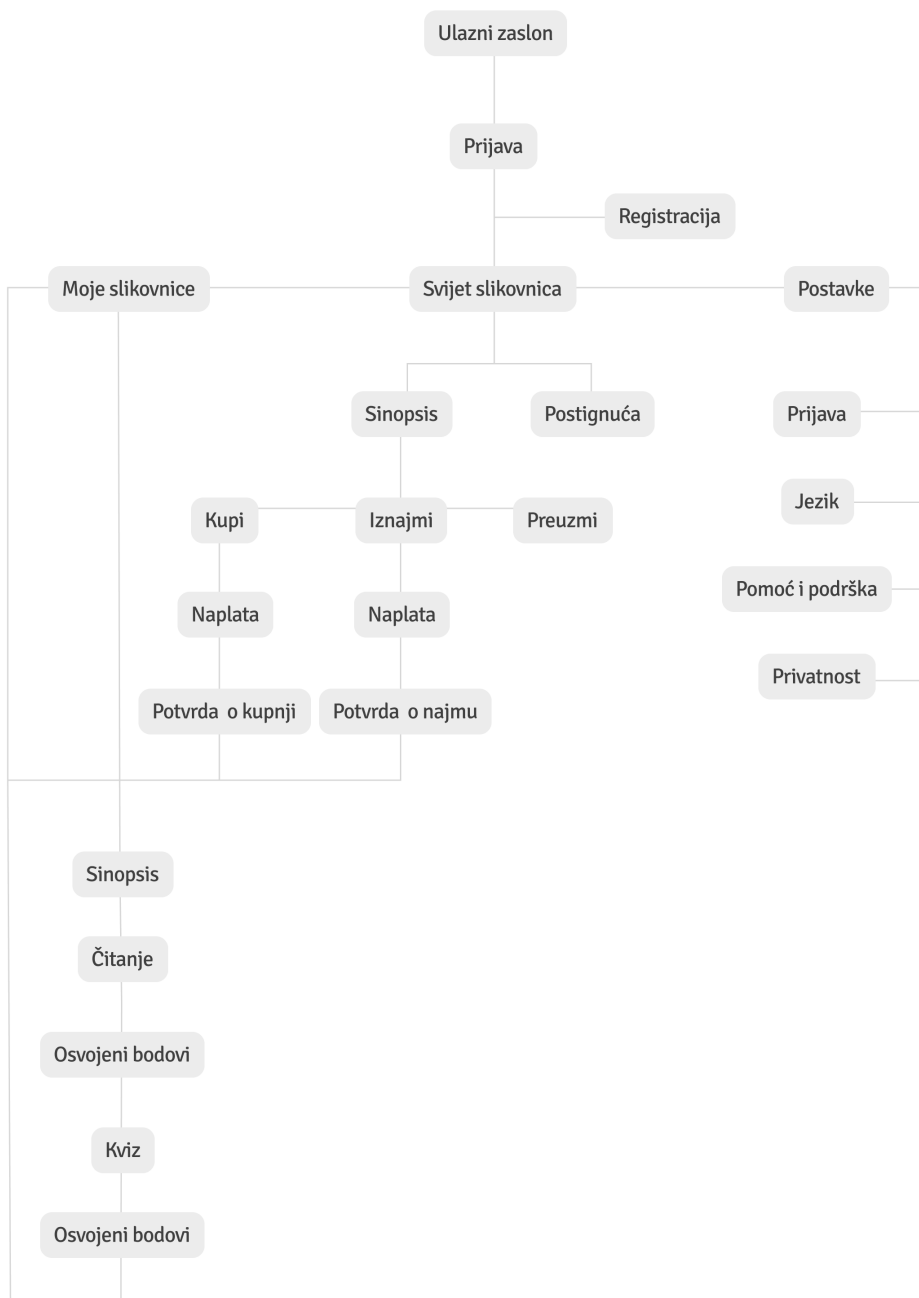 Ulazni zaslon
Prijava
Registracija
Moje slikovnice
Svijet slikovnica
Postavke
Sinopsis
Postignuća
Prijava
Kupi
Iznajmi
Preuzmi
Jezik
Naplata
Naplata
Pomoć i podrška
Potvrda o kupnji
Potvrda o najmu
Privatnost
Sinopsis
Čitanje
Osvojeni bodovi
Kviz
Osvojeni bodovi